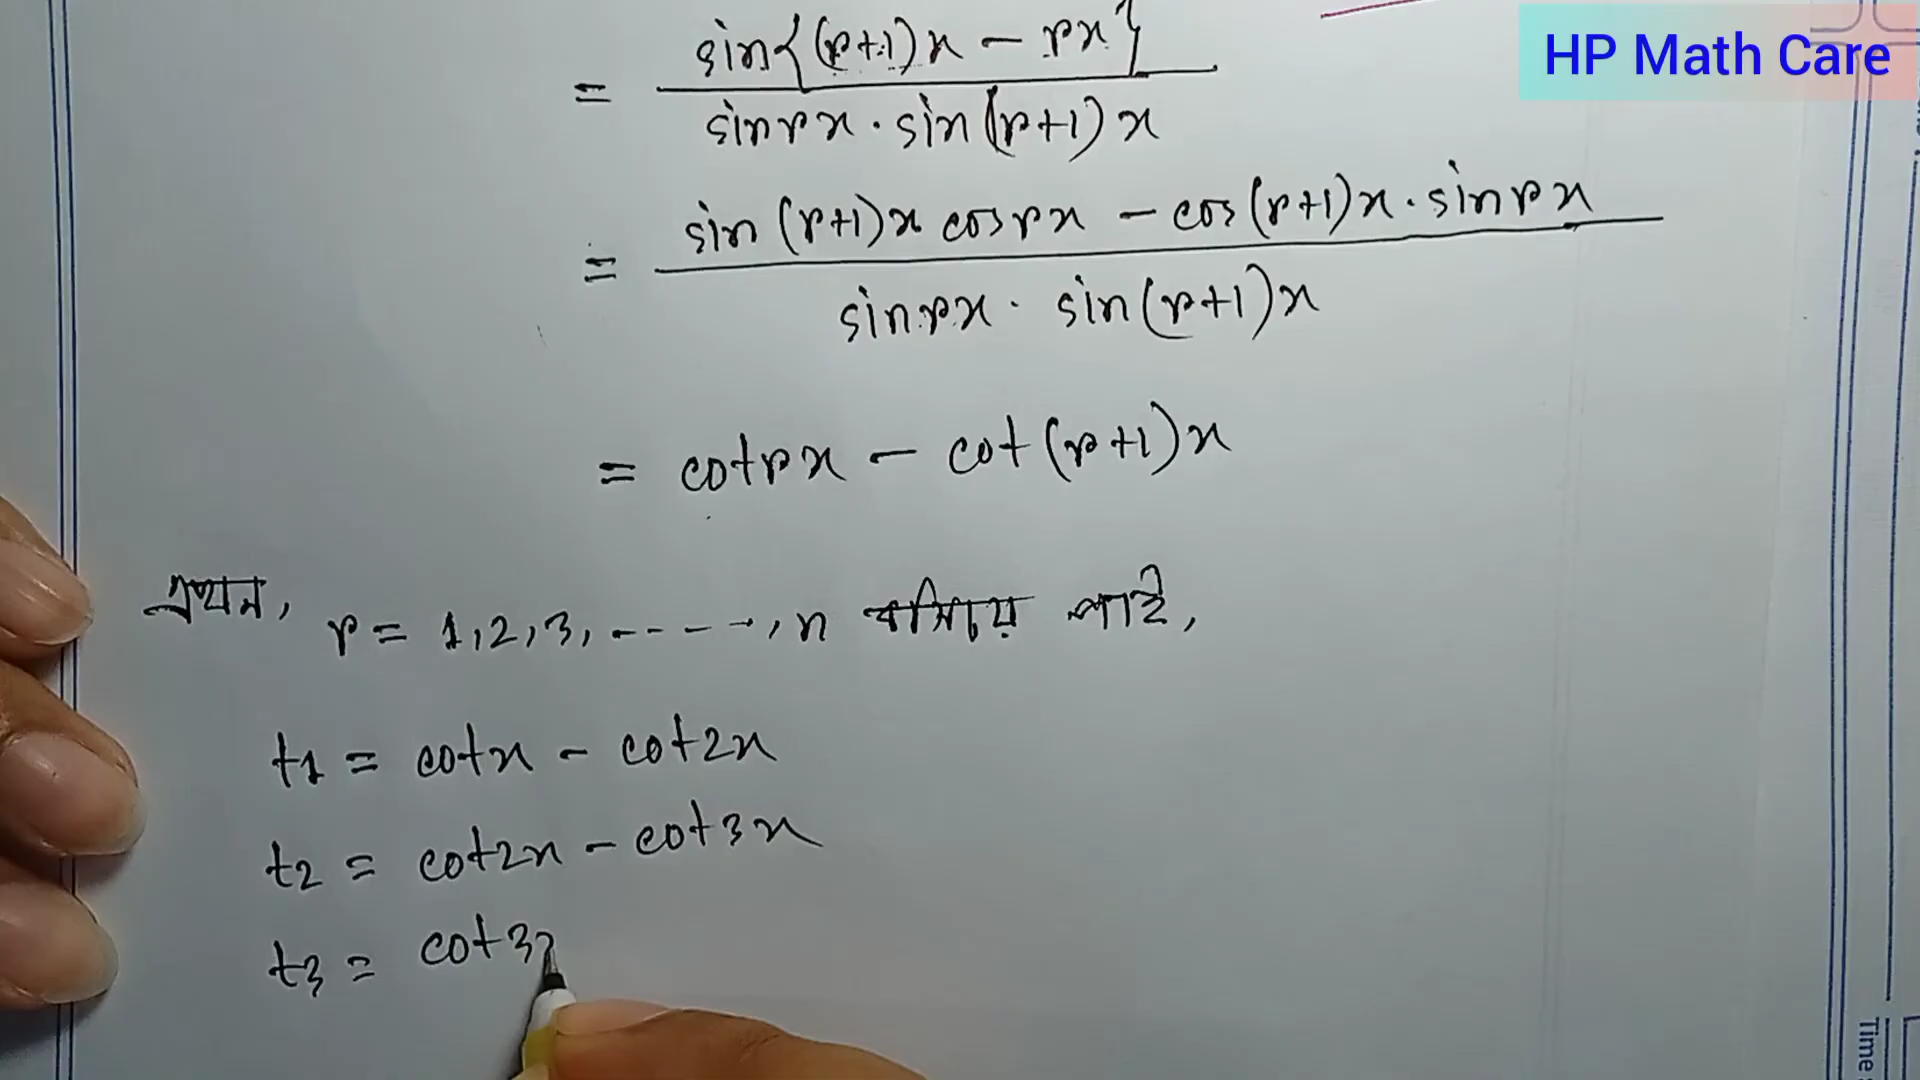 HP Math Care
= sin{(r+1)x − rx} / sinrx · sin(r+1)x
= sin(r+1)x cosrx − cos(r+1)x · sinrx / sinrx · sin(r+1)x
= cotrx − cot(r+1)x
এখন, r = 1, 2, 3, ------, n বসিয়ে পাই,
t1 = cotx − cot2x
t2 = cot2x − cot3x
t3 = cot3
Time